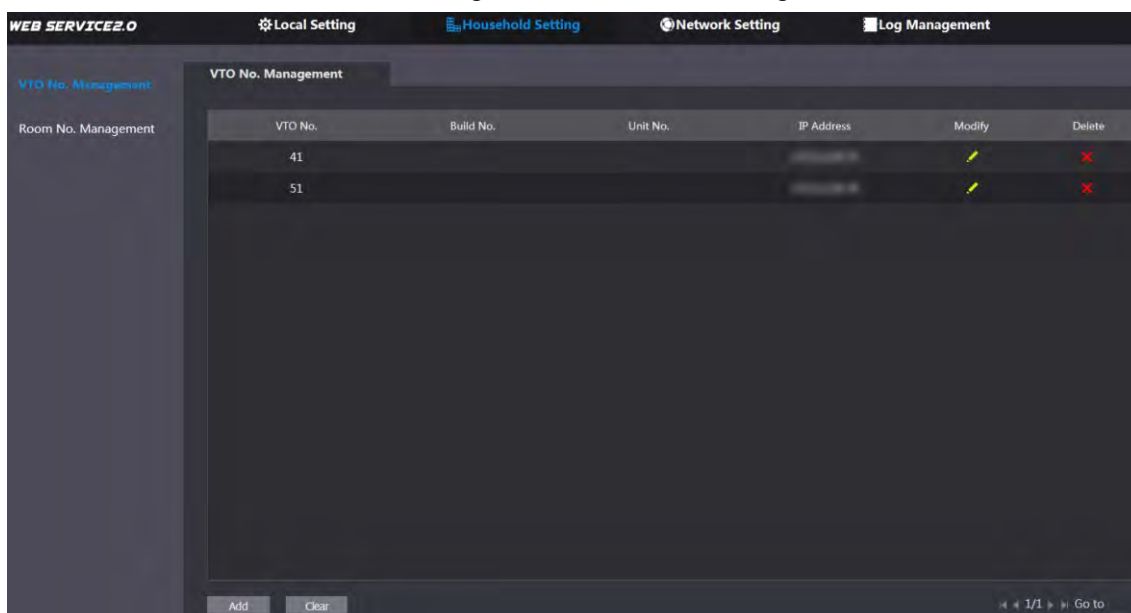 WEB SERVICE2.0 Local Setting Household Setting Network Setting Log Management
VTO No. Management
VTO No. Management
Room No. Management
VTO No. Build No. Unit No. IP Address Modify Delete
41
51
Add Clear 1/1 Go to